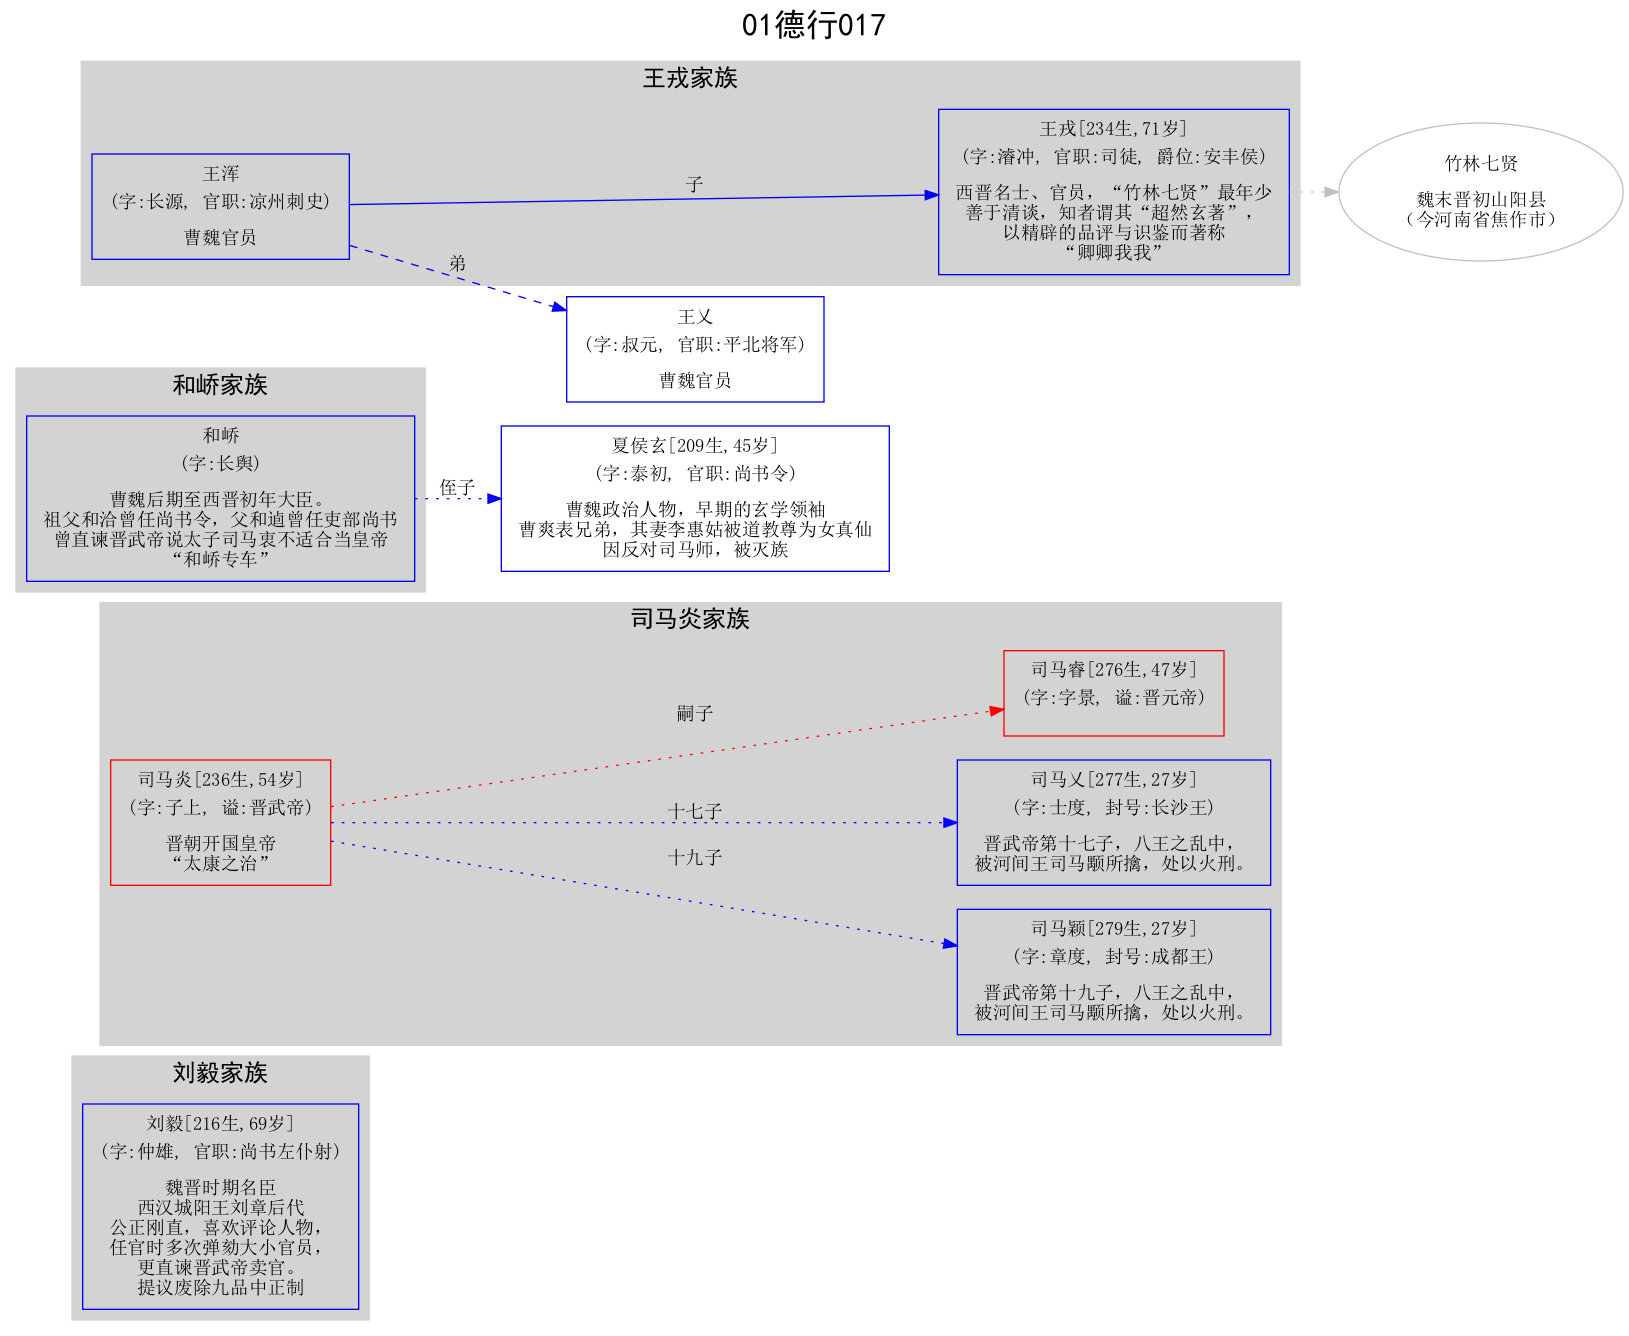 01德行017
王戎家族
王浑
(字:长源, 官职:凉州刺史)
曹魏官员
子
弟
王戎[234生,71岁]
(字:濬冲, 官职:司徒, 爵位:安丰侯)
西晋名士、官员，“竹林七贤”最年少
善于清谈，知者谓其“超然玄著”，
以精辟的品评与识鉴而著称
“卿卿我我”
竹林七贤
魏末晋初山阳县
（今河南省焦作市）
王乂
(字:叔元, 官职:平北将军)
曹魏官员
和峤家族
和峤
(字:长舆)
曹魏后期至西晋初年大臣。
祖父和洽曾任尚书令，父和逌曾任吏部尚书
曾直谏晋武帝说太子司马衷不适合当皇帝
“和峤专车”
侄子
夏侯玄[209生,45岁]
(字:泰初, 官职:尚书令)
曹魏政治人物，早期的玄学领袖
曹爽表兄弟，其妻李惠姑被道教尊为女真仙
因反对司马师，被灭族
司马炎家族
司马炎[236生,54岁]
(字:子上, 谥:晋武帝)
晋朝开国皇帝
“太康之治”
嗣子
十七子
十九子
司马睿[276生,47岁]
(字:字景, 谥:晋元帝)
司马乂[277生,27岁]
(字:士度, 封号:长沙王)
晋武帝第十七子，八王之乱中，
被河间王司马颙所擒，处以火刑。
司马颖[279生,27岁]
(字:章度, 封号:成都王)
晋武帝第十九子，八王之乱中，
被河间王司马颙所擒，处以火刑。
刘毅家族
刘毅[216生,69岁]
(字:仲雄, 官职:尚书左仆射)
魏晋时期名臣
西汉城阳王刘章后代
公正刚直，喜欢评论人物，
任官时多次弹劾大小官员，
更直谏晋武帝卖官。
提议废除九品中正制